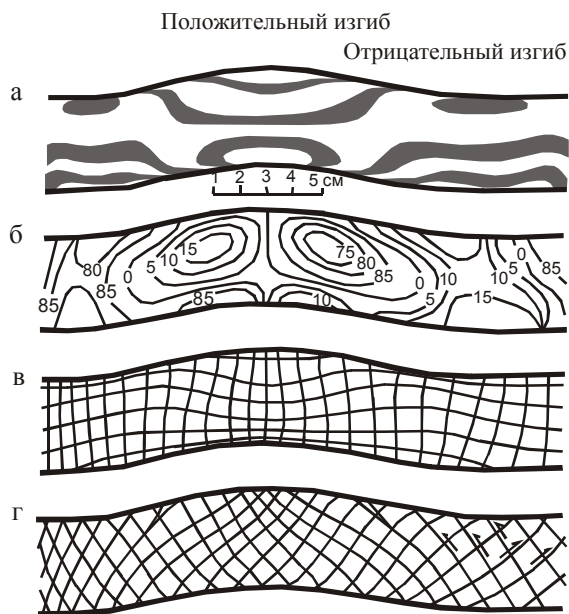 Положительный изгиб
Отрицательный изгиб
а
1 2 3 4 5 см
б
85 80 85 0 5 10 15 75 80 85 0 10 5 10 5 0 85
85 10 15
в
г